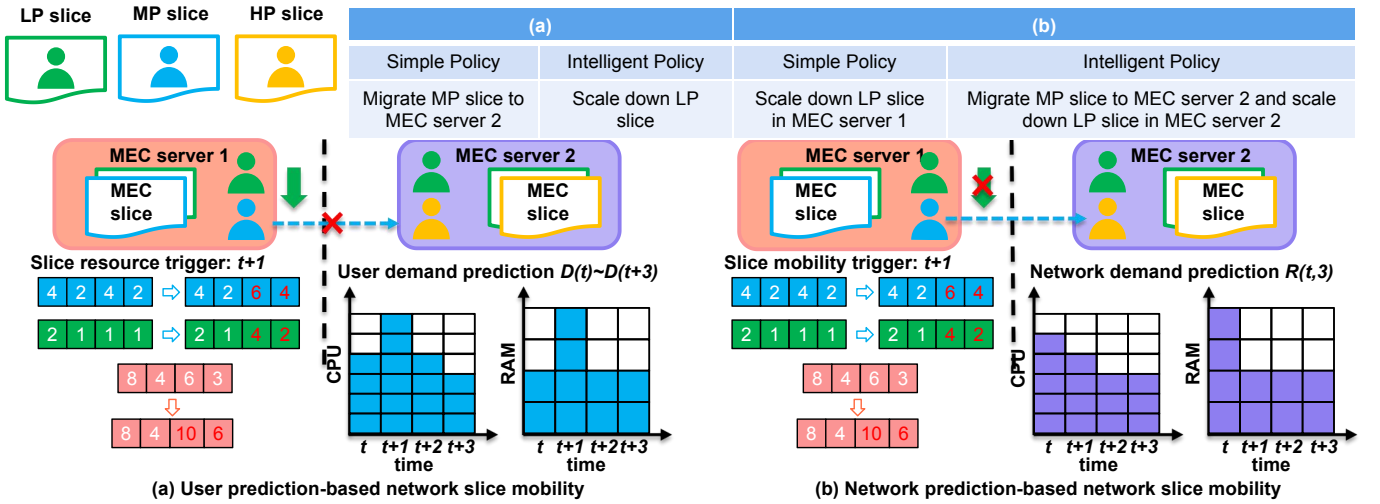 LP slice
MP slice
HP slice
(a)
(b)
Simple Policy
Intelligent Policy
Simple Policy
Intelligent Policy
Migrate MP slice to
MEC server 2
Scale down LP
slice
Scale down LP slice
in MEC server 1
Migrate MP slice to MEC server 2 and scale
down LP slice in MEC server 2
MEC server 1
MEC
slice
MEC server 2
MEC
slice
Slice resource trigger: t+1
4 2 4 2
4 2 6 4
2 1 1 1
2 1 4 2
8 4 6 3
8 4 10 6
User demand prediction D(t)~D(t+3)
CPU
t t+1 t+2 t+3
time
RAM
t t+1 t+2 t+3
time
(a) User prediction-based network slice mobility
MEC server 1
MEC
slice
MEC server 2
MEC
slice
Slice mobility trigger: t+1
4 2 4 2
4 2 6 4
2 1 1 1
2 1 4 2
8 4 6 3
8 4 10 6
Network demand prediction R(t,3)
CPU
t t+1 t+2 t+3
time
RAM
t t+1 t+2 t+3
time
(b) Network prediction-based network slice mobility